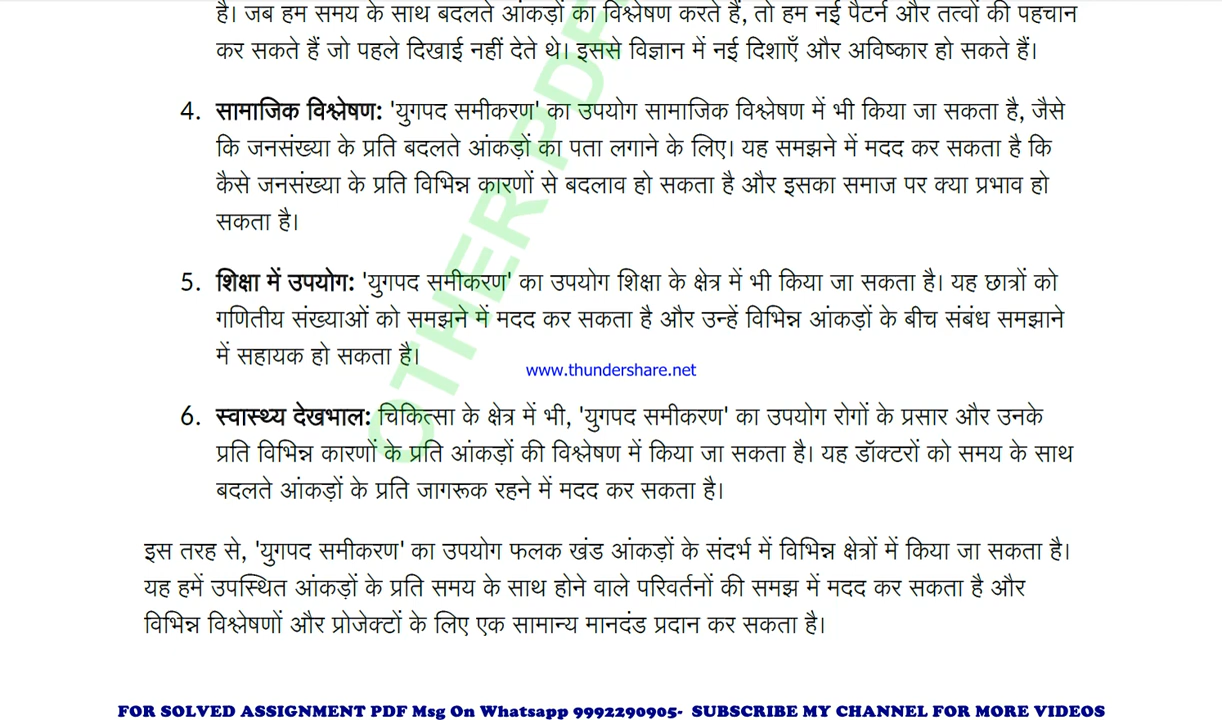 है। जब हम समय के साथ बदलते आंकड़ों का विश्लेषण करते हैं, तो हम नई पैटर्न और तत्वों की पहचान
कर सकते हैं जो पहले दिखाई नहीं देते थे। इससे विज्ञान में नई दिशाएँ और अविष्कार हो सकते हैं।
4. सामाजिक विश्लेषण: 'युगपद समीकरण' का उपयोग सामाजिक विश्लेषण में भी किया जा सकता है, जैसे
कि जनसंख्या के प्रति बदलते आंकड़ों का पता लगाने के लिए। यह समझने में मदद कर सकता है कि
कैसे जनसंख्या के प्रति विभिन्न कारणों से बदलाव हो सकता है और इसका समाज पर क्या प्रभाव हो
सकता है।
5. शिक्षा में उपयोग: 'युगपद समीकरण' का उपयोग शिक्षा के क्षेत्र में भी किया जा सकता है। यह छात्रों को
गणितीय संख्याओं को समझने में मदद कर सकता है और उन्हें विभिन्न आंकड़ों के बीच संबंध समझाने
में सहायक हो सकता है।
www.thundershare.net
6. स्वास्थ्य देखभाल: चिकित्सा के क्षेत्र में भी, 'युगपद समीकरण' का उपयोग रोगों के प्रसार और उनके
प्रति विभिन्न कारणों के प्रति आंकड़ों की विश्लेषण में किया जा सकता है। यह डॉक्टरों को समय के साथ
बदलते आंकड़ों के प्रति जागरूक रहने में मदद कर सकता है।
इस तरह से, 'युगपद समीकरण' का उपयोग फलक खंड आंकड़ों के संदर्भ में विभिन्न क्षेत्रों में किया जा सकता है।
यह हमें उपस्थित आंकड़ों के प्रति समय के साथ होने वाले परिवर्तनों की समझ में मदद कर सकता है और
विभिन्न विश्लेषणों और प्रोजेक्टों के लिए एक सामान्य मानदंड प्रदान कर सकता है।
OTHER PDF
FOR SOLVED ASSIGNMENT PDF Msg On Whatsapp 9992290905- SUBSCRIBE MY CHANNEL FOR MORE VIDEOS